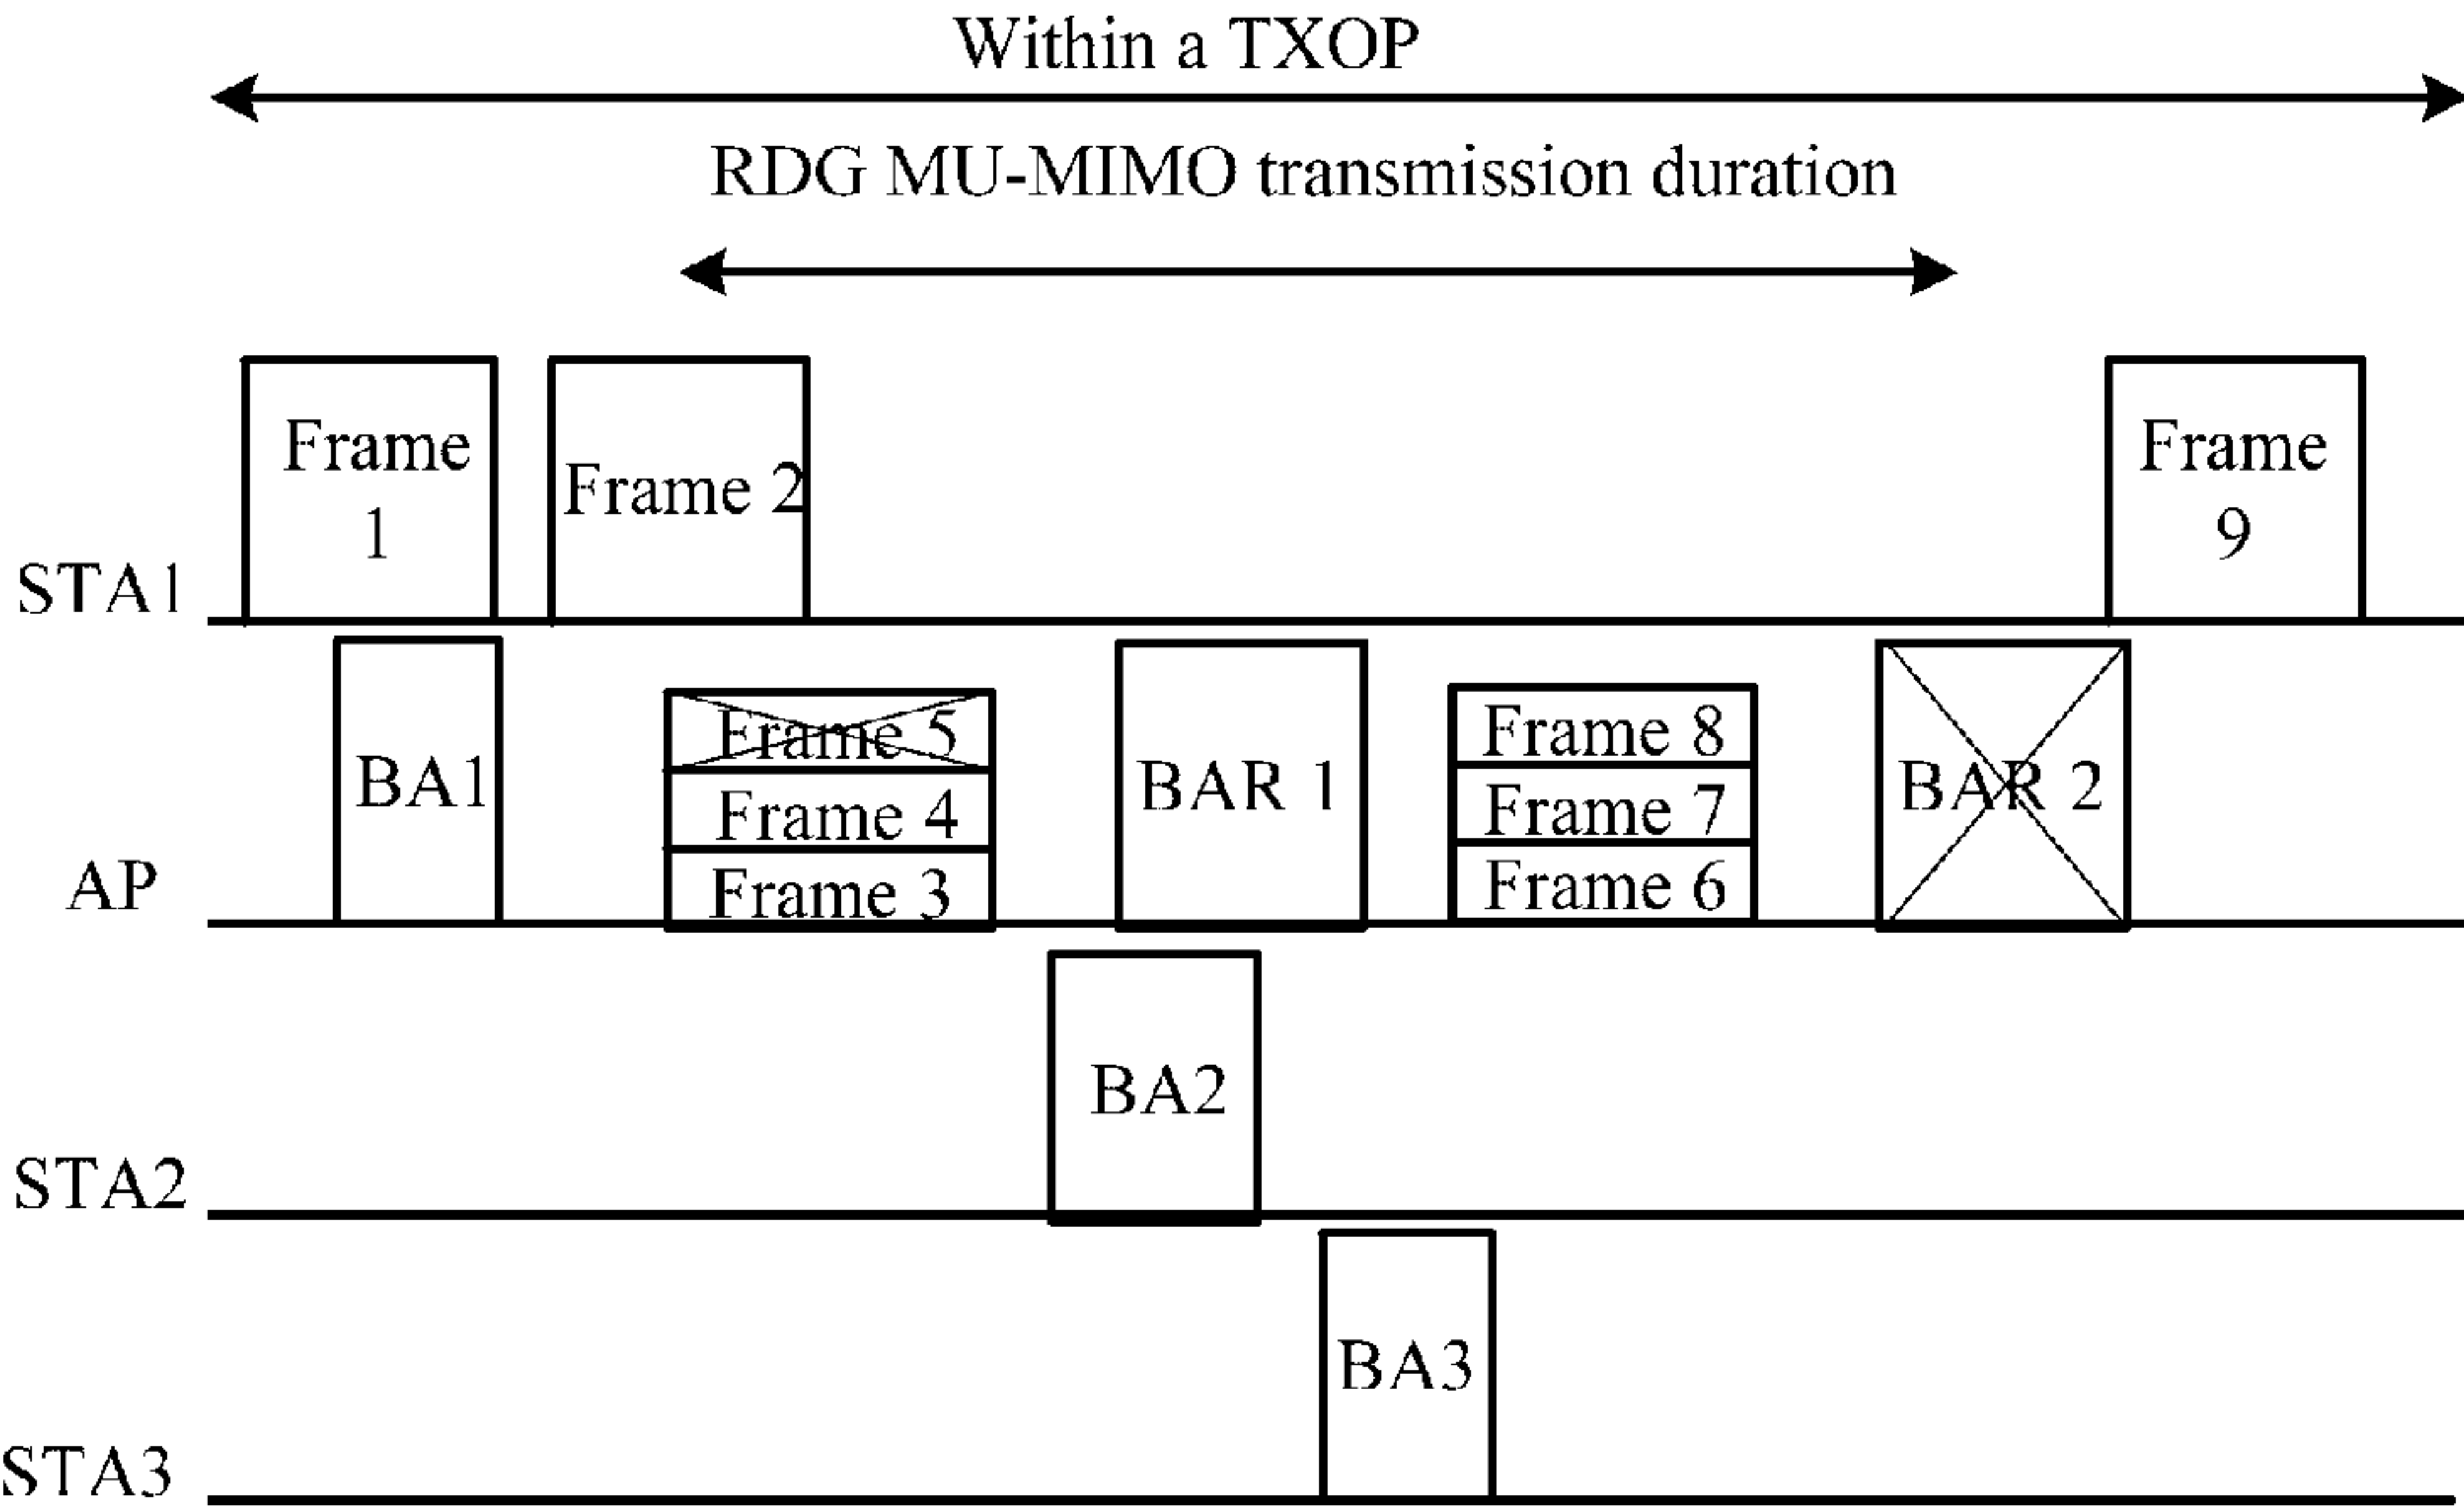 Within a TXOP
RDG MU-MIMO transmission duration
Frame
1
Frame 2
Frame
9
STA1
BA1
Frame 5
Frame 4
Frame 3
BAR 1
Frame 8
Frame 7
Frame 6
BAR 2
AP
BA2
STA2
BA3
STA3